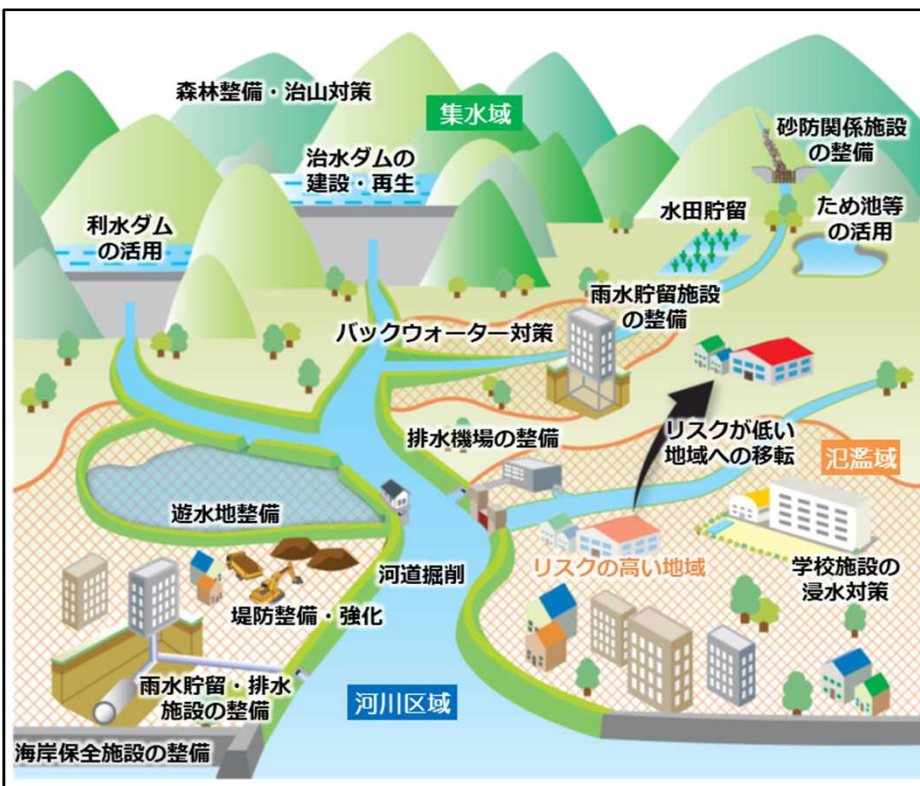 森林整備・治山対策
集水域
砂防関係施設
の整備
治水ダムの
建設・再生
水田貯留
ため池等
の活用
利水ダム
の活用
雨水貯留施設
の整備
バックウォーター対策
排水機場の整備
リスクが低い
地域への移転
氾濫域
遊水地整備
河道掘削
リスクの高い地域
学校施設の
浸水対策
堤防整備・強化
雨水貯留・排水
施設の整備
河川区域
海岸保全施設の整備